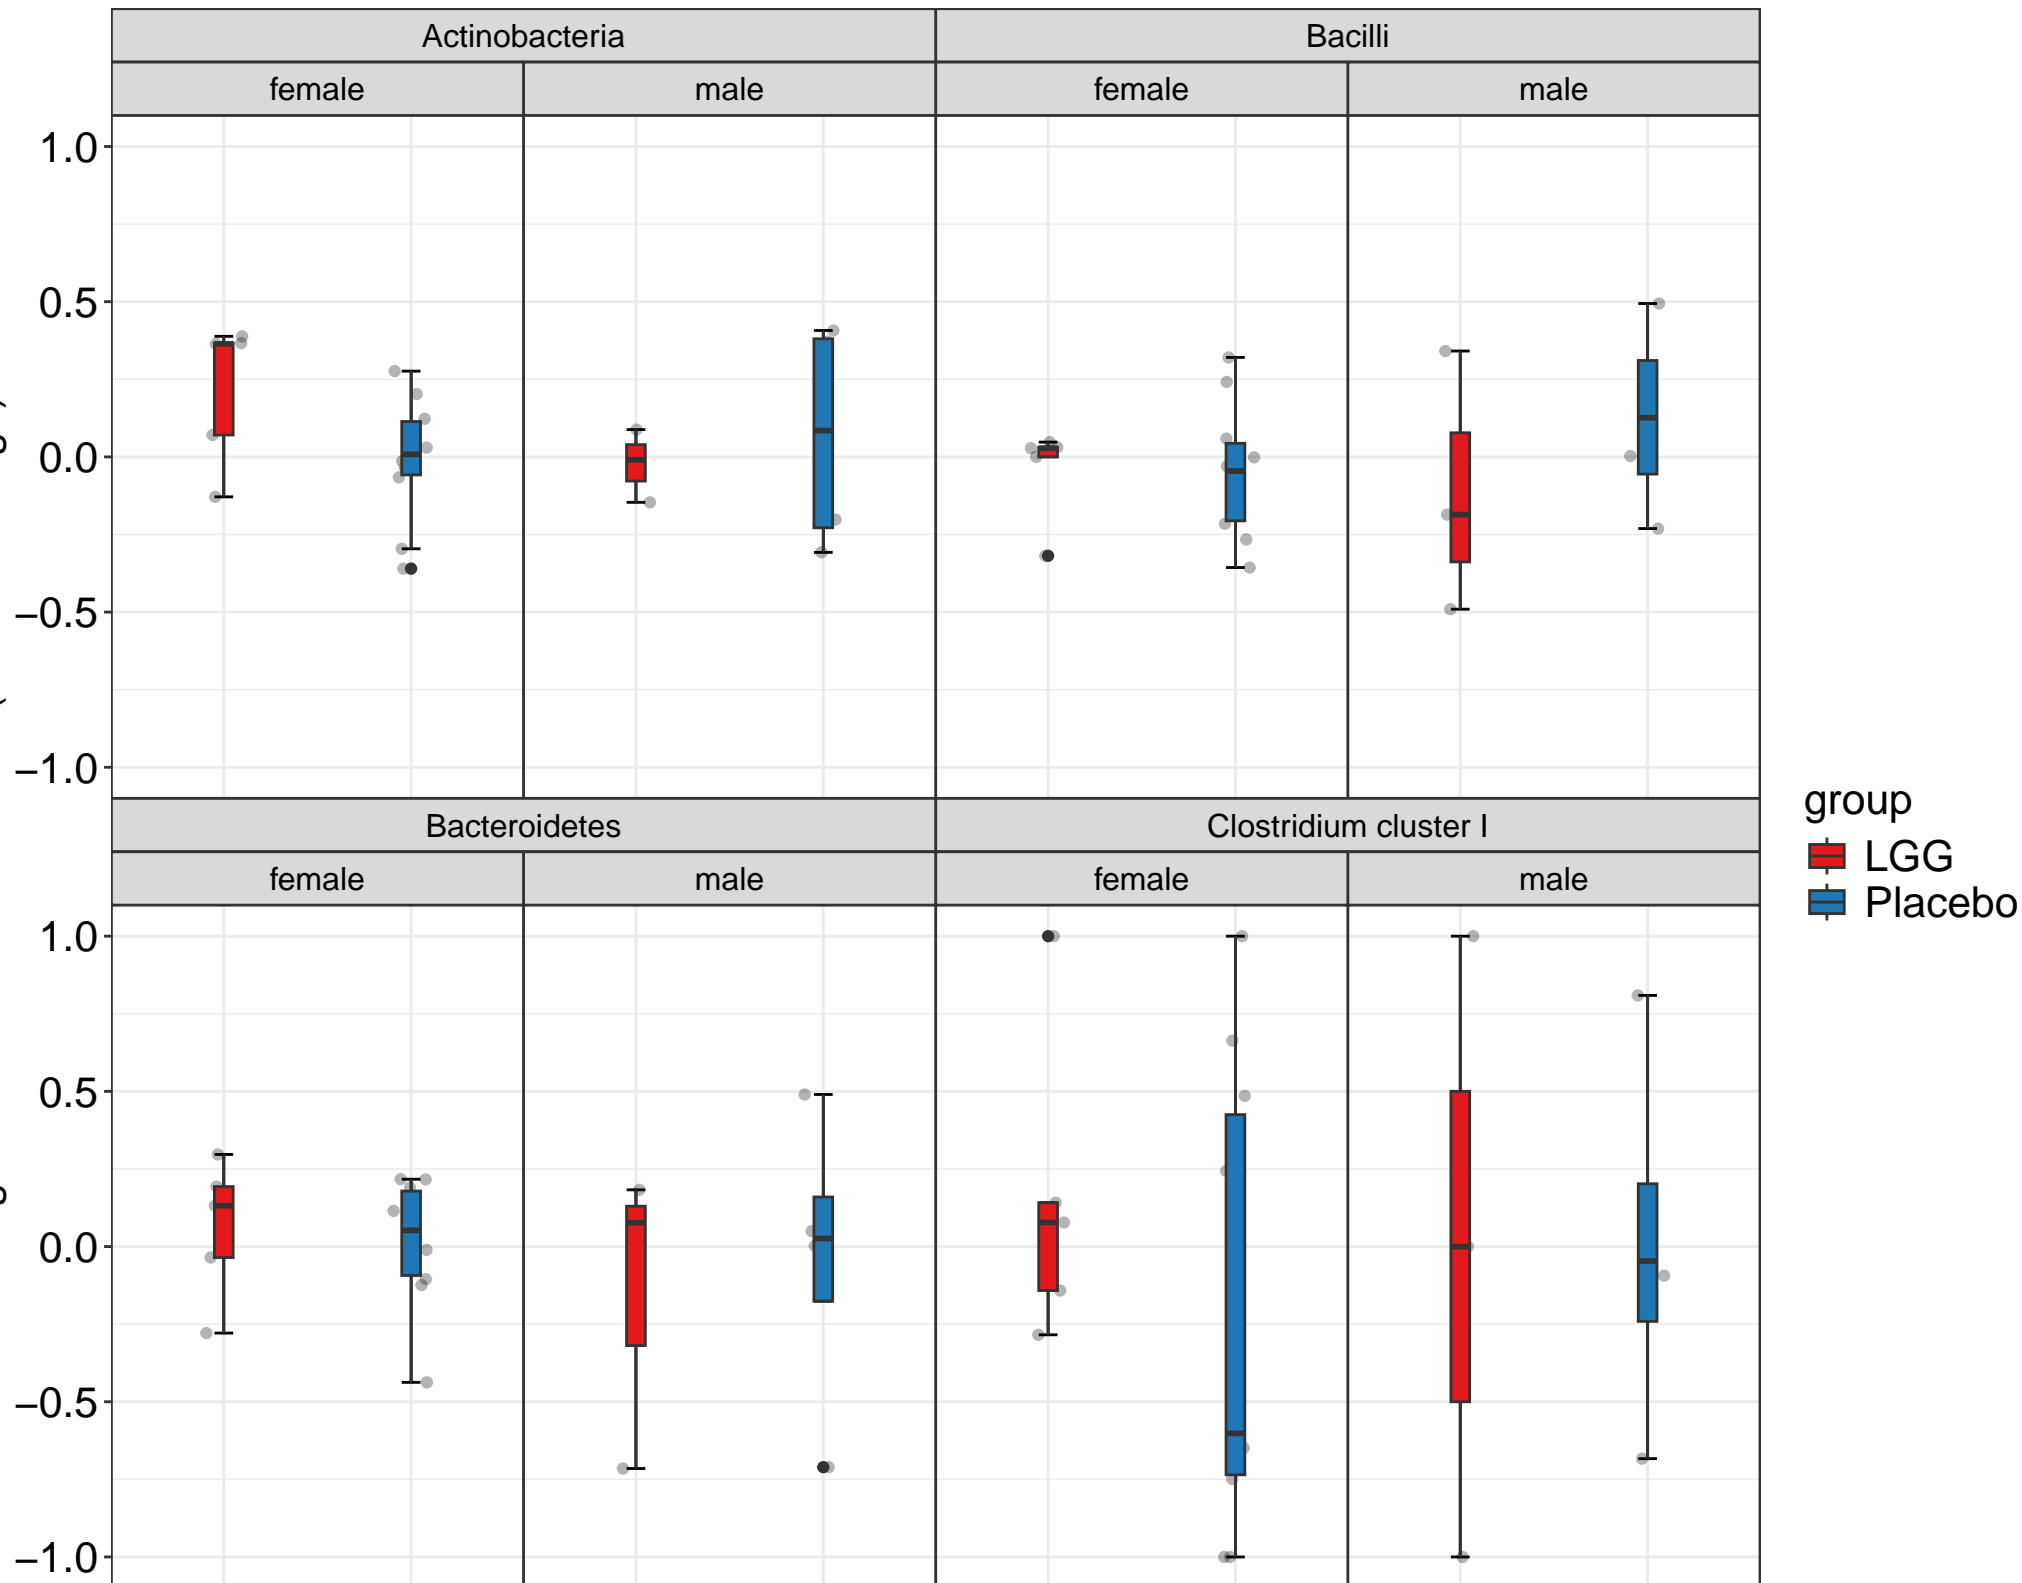 Actinobacteria
Bacilli
female
male
female
male
1.0
0.5
0.0
−0.5
−1.0
Bacteroidetes
Clostridium cluster I
female
male
female
male
1.0
0.5
0.0
−0.5
−1.0
group
LGG
Placebo